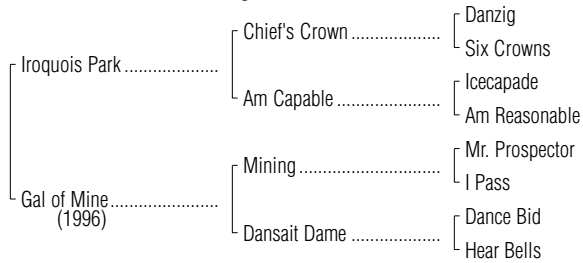 Danzig
Chief's Crown ...................
Six Crowns
Iroquois Park ....................
Icecapade
Am Capable ......................
Am Reasonable
Mr. Prospector
Mining ..............................
I Pass
Gal of Mine .......................
(1996)
Dance Bid
Dansait Dame ....................
Hear Bells